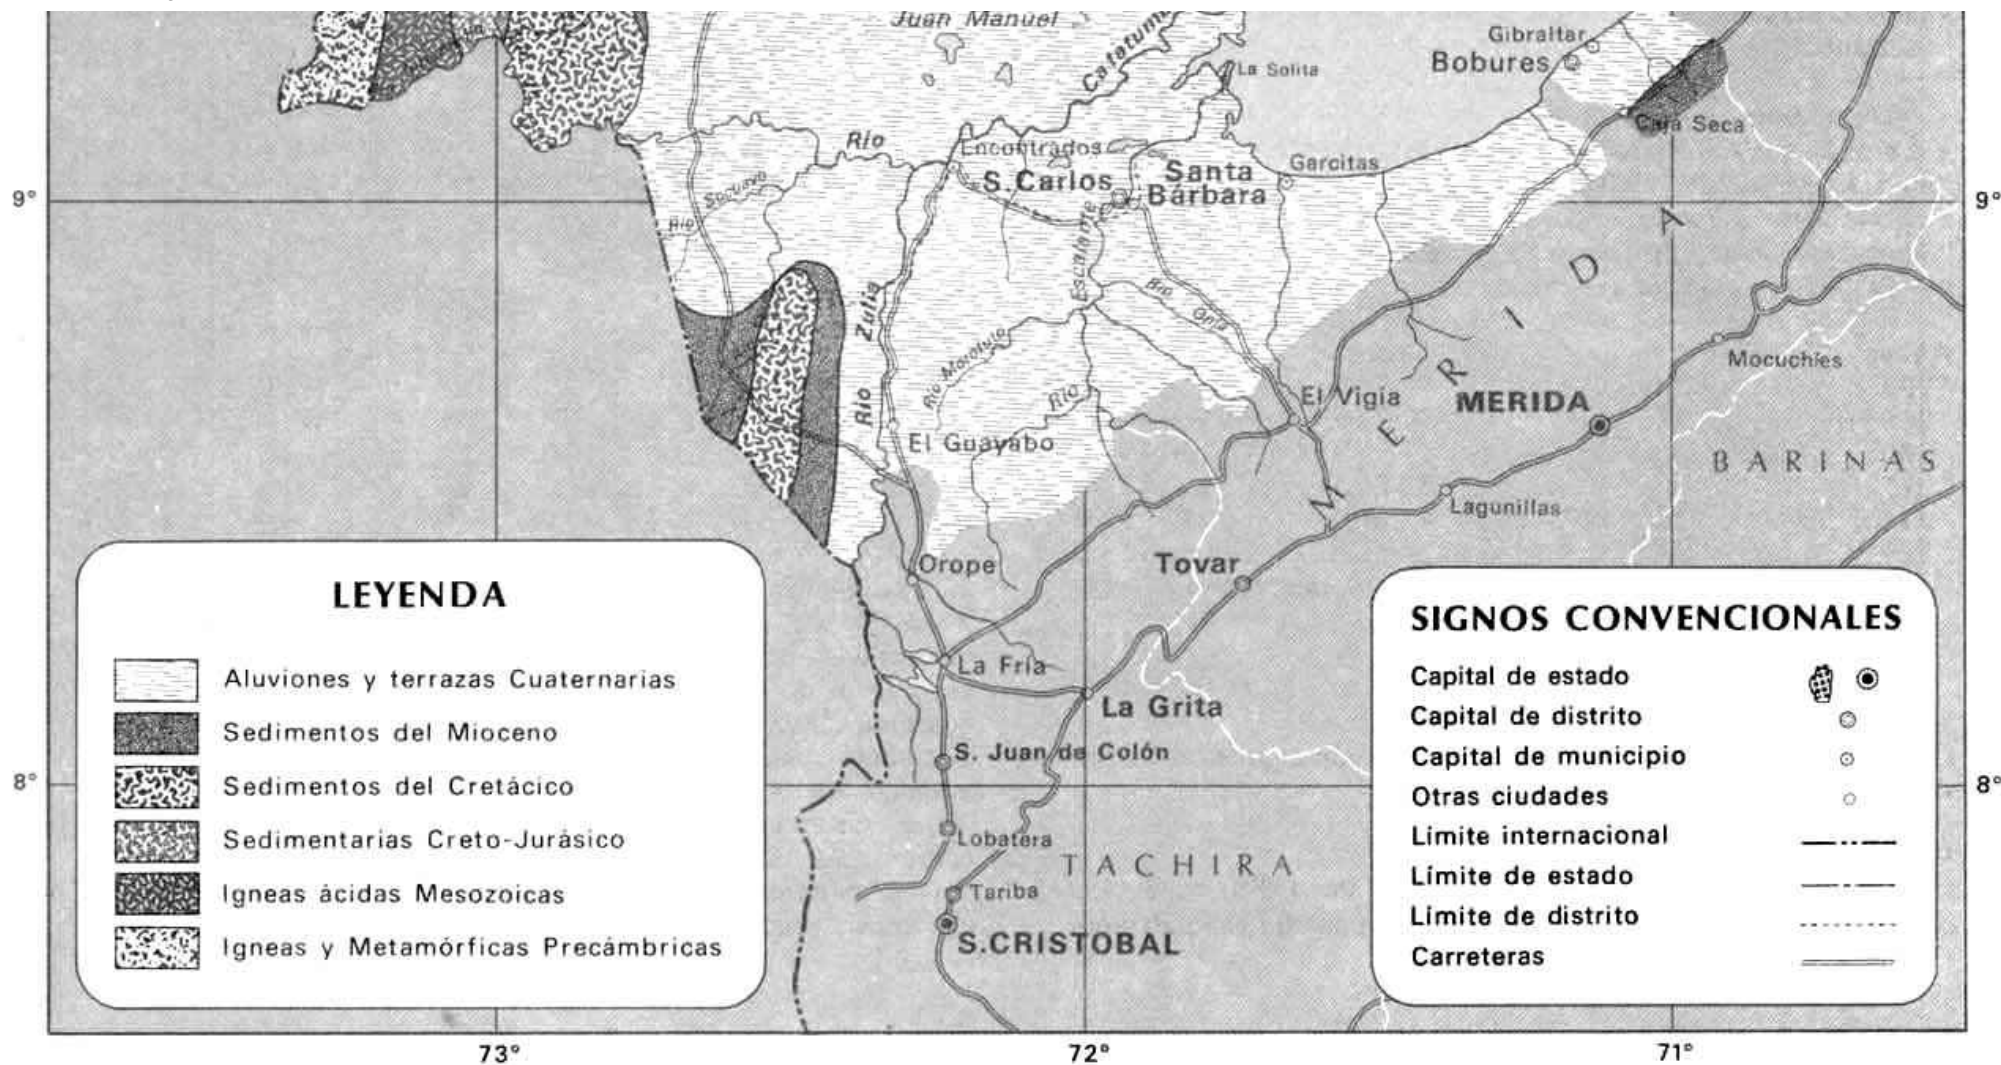 Juan Manuel
Catatum
Gibraltar
Bobures
La Solita
Caja Seca
Río
Encontrados
Garcitas
Santa
Bárbara
S. Carlos
9°
9°
Río
Escalante
Río
Zulia
Río
Río
Río
El Guayabo
El Vigía
MERIDA
Mocuchíes
MERIDA
BARINAS
Lagunillas
Orope
Tovar
La Fría
La Grita
S. Juan de Colón
8°
8°
Lobatera
TACHIRA
Tariba
S.CRISTOBAL
LEYENDA
Aluviones y terrazas Cuaternarias
Sedimentos del Mioceno
Sedimentos del Cretácico
Sedimentarias Creto-Jurásico
Igneas ácidas Mesozoicas
Igneas y Metamórficas Precámbricas
SIGNOS CONVENCIONALES
Capital de estado
Capital de distrito
Capital de municipio
Otras ciudades
Límite internacional
Límite de estado
Límite de distrito
Carreteras
73°
72°
71°